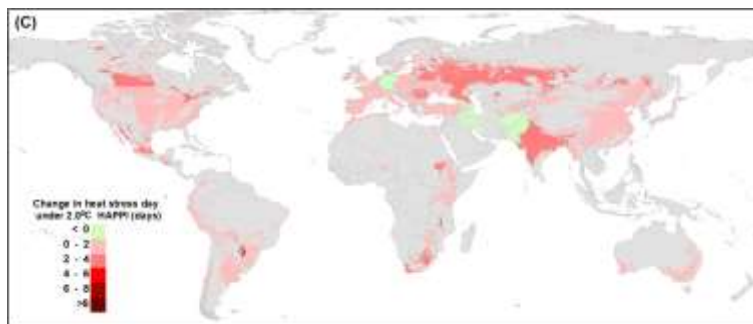 (C)
Change in heat stress day
under 2.0ºC HAPPI (days)
< 0
0 - 2
2 - 4
4 - 6
6 - 8
>8